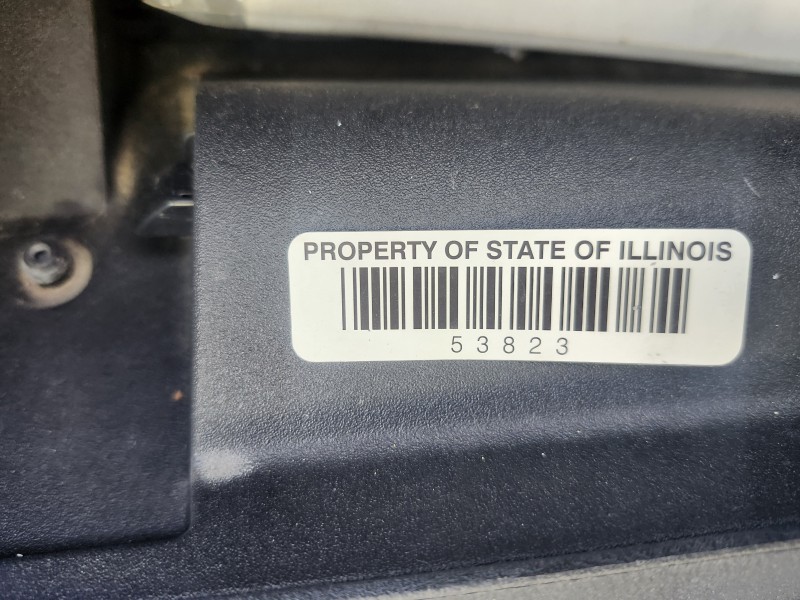 PROPERTY OF STATE OF ILLINOIS
53823